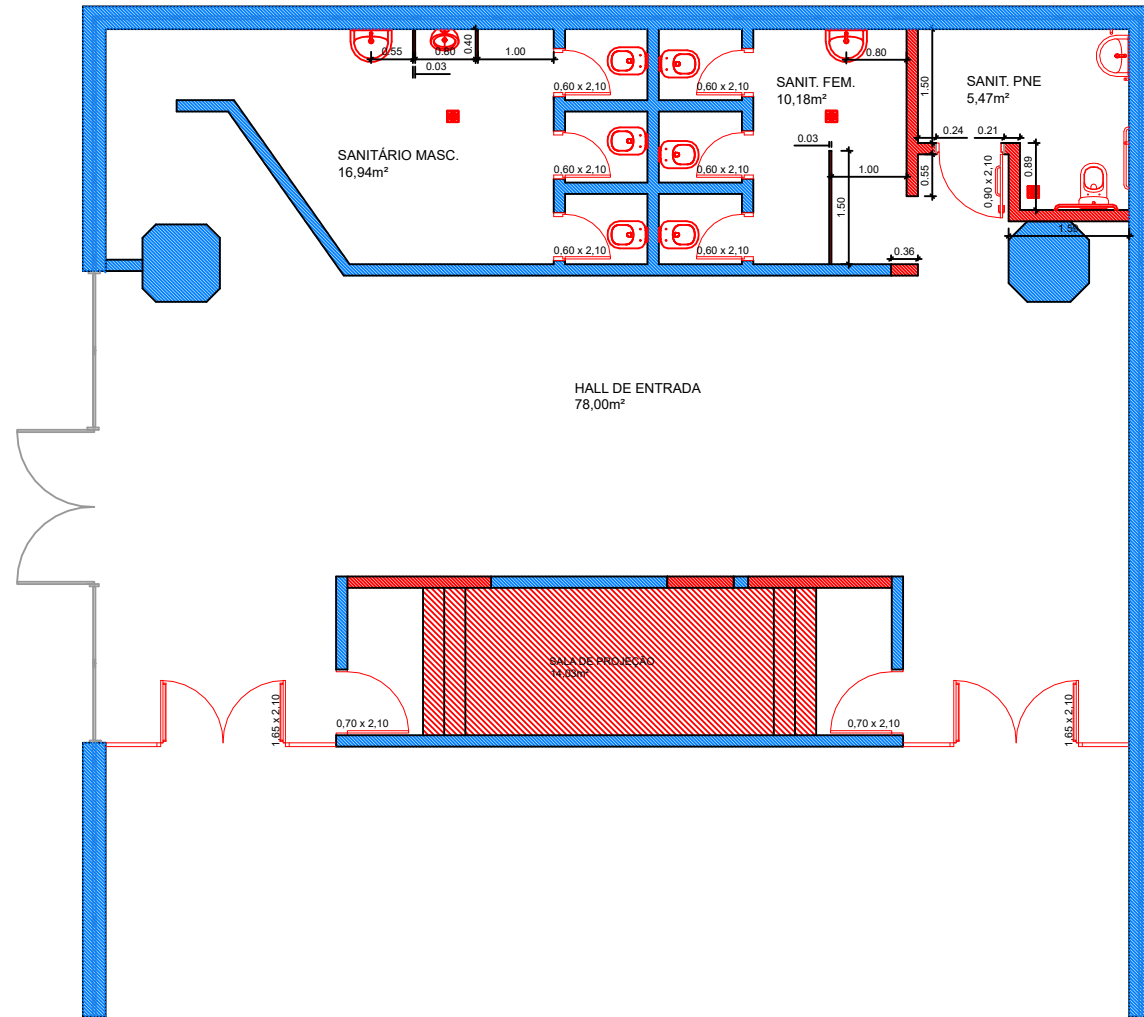 0.55
0.80
0.40
1.00
0.03
0,60 x 2,10
0,60 x 2,10
0.80
SANIT. FEM.
10,18m²
1.50
SANIT. PNE
5,47m²
SANITÁRIO MASC.
16,94m²
0,60 x 2,10
0,60 x 2,10
0.03
1.50
1.00
0.55
0.24
0.21
0,90 x 2,10
0.89
1.50
0,60 x 2,10
0,60 x 2,10
0.36
HALL DE ENTRADA
78,00m²
SALA DE PROJEÇÃO
14,03m²
1,65 x 2,10
0,70 x 2,10
0,70 x 2,10
1,65 x 2,10